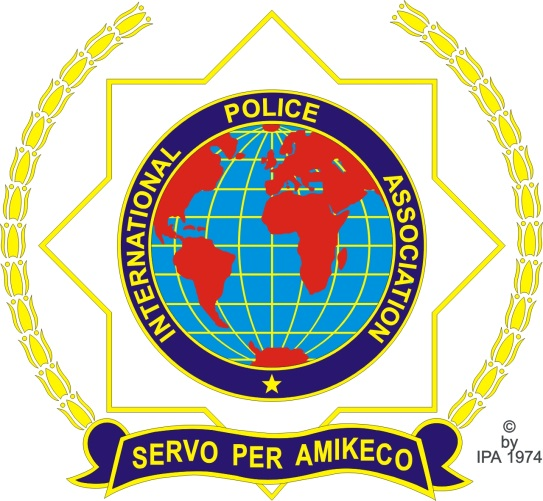 INTERNATIONAL POLICE ASSOCIATION
SERVO PER AMIKECO
©
by
IPA 1974